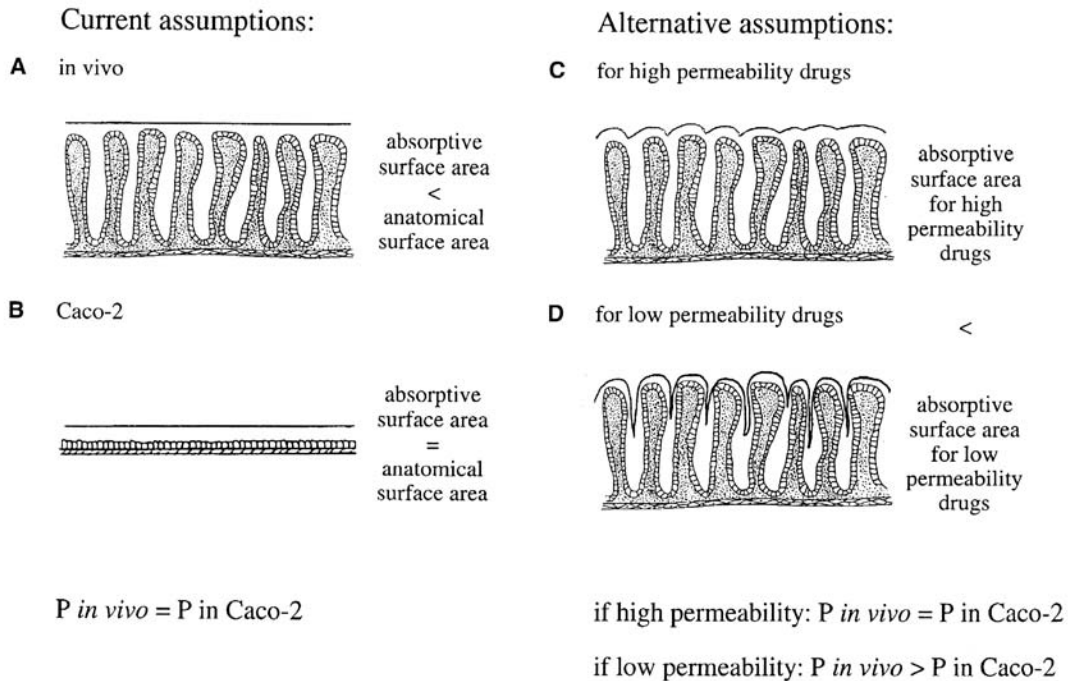 Current assumptions:
A in vivo
absorptive
surface area
<
anatomical
surface area
B Caco-2
absorptive
surface area
=
anatomical
surface area
P in vivo = P in Caco-2
Alternative assumptions:
C for high permeability drugs
absorptive
surface area
for high
permeability
drugs
D for low permeability drugs
<
absorptive
surface area
for low
permeability
drugs
if high permeability: P in vivo = P in Caco-2
if low permeability: P in vivo > P in Caco-2